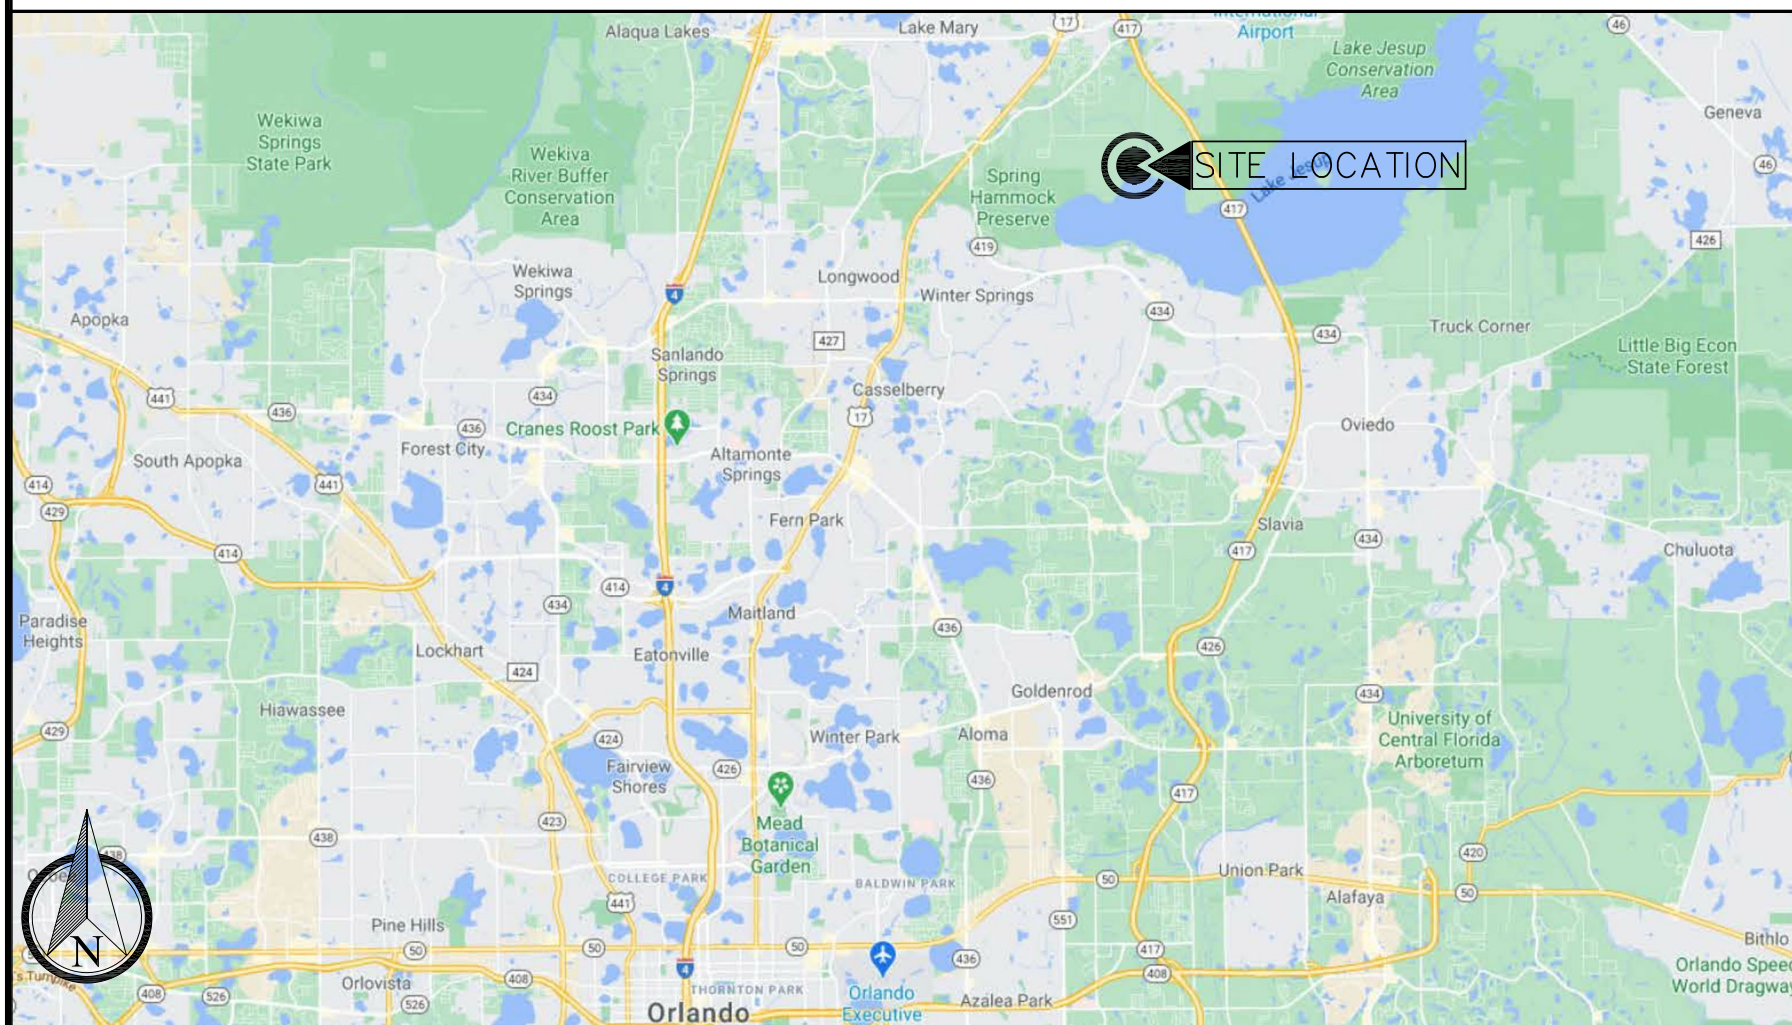 Alaqua Lakes
Lake Mary
17
417
International
Airport
46
Lake Jesup
Conservation
Area
Geneva
Wekiwa
Springs
State Park
Wekiva
River Buffer
Conservation
Area
Spring
Hammock
Preserve
SITE LOCATION
Lake Jesup
46
417
419
426
Wekiwa
Springs
Longwood
4
Winter Springs
Apopka
434
434
Truck Corner
427
Sanlando
Springs
Little Big Econ
State Forest
441
436
434
Casselberry
17
436
Cranes Roost Park
Oviedo
Forest City
South Apopka
Altamonte
Springs
414
441
429
Fern Park
Slavia
434
414
417
Chuluota
4
414
434
Paradise
Heights
Maitland
436
Lockhart
Eatonville
426
424
Goldenrod
434
Hiawassee
429
424
Winter Park
Aloma
University of
Central Florida
Arboretum
Fairview
Shores
426
436
417
423
438
Mead
Botanical
Garden
438
420
COLLEGE PARK
BALDWIN PARK
50
Union Park
50
Alafaya
441
551
Pine Hills
N
50
50
50
417
Bithlo
4
436
408
Orlando Speed
World Dragway
's Turnpike
408
526
Orlovista
526
408
THORNTON PARK
Orlando
Orlando
Executive
Azalea Park